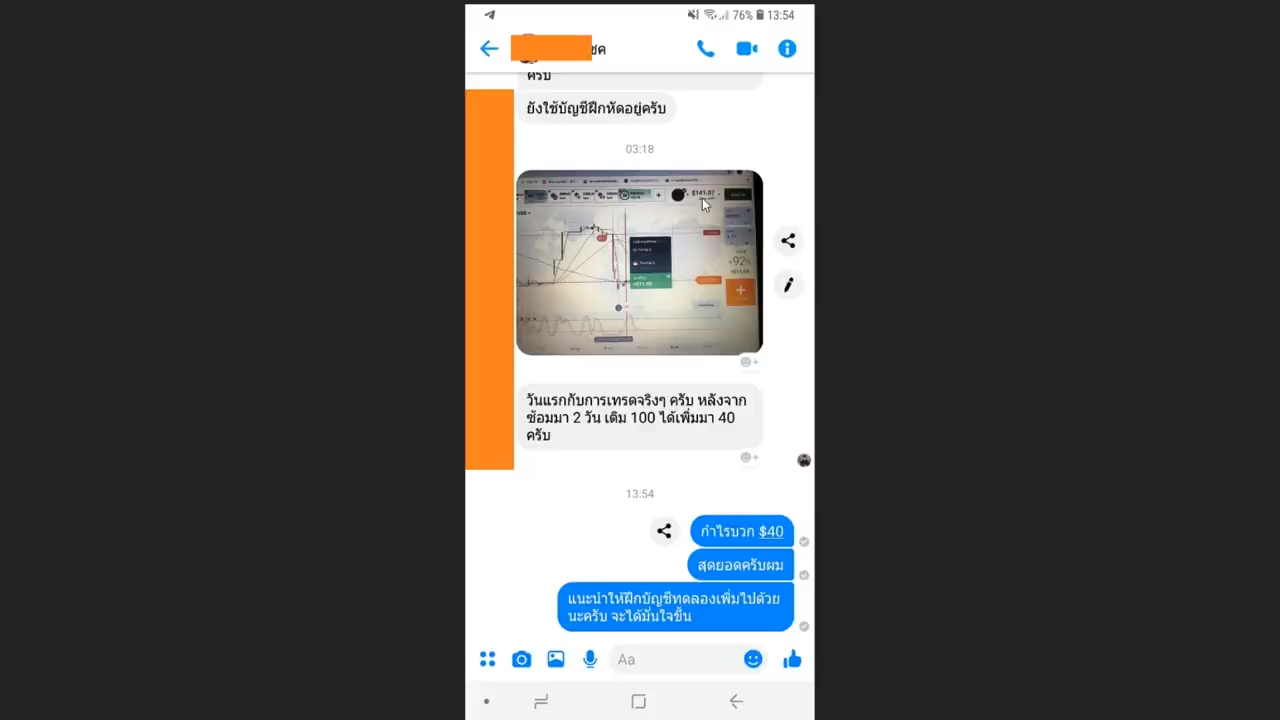 76% 13:54
ชค
ครับ
ยังใช้บัญชีฝึกหัดอยู่ครับ
03:18
$141.07
+92%
วันแรกกับการเทรดจริงๆ ครับ หลังจาก
ซ้อมมา 2 วัน เดิม 100 ได้เพิ่มมา 40
ครับ
13:54
กำไรบวก $40
สุดยอดครับผม
แนะนำให้ฝึกบัญชีทดลองเพิ่มไปด้วย
นะครับ จะได้มั่นใจขึ้น
Aa